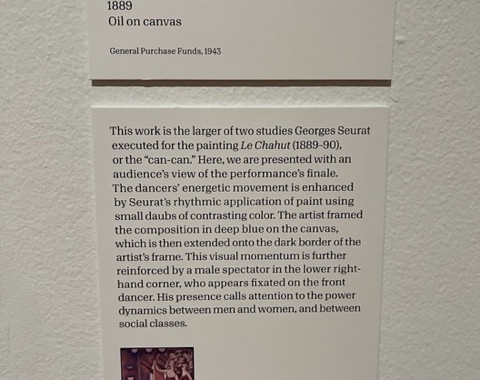 1889
Oil on canvas
General Purchase Funds, 1943
This work is the larger of two studies Georges Seurat
executed for the painting Le Chahut (1889–90),
or the “can-can.” Here, we are presented with an
audience’s view of the performance’s finale.
The dancers’ energetic movement is enhanced
by Seurat’s rhythmic application of paint using
small daubs of contrasting color. The artist framed
the composition in deep blue on the canvas,
which is then extended onto the dark border of the
artist’s frame. This visual momentum is further
reinforced by a male spectator in the lower right-
hand corner, who appears fixated on the front
dancer. His presence calls attention to the power
dynamics between men and women, and between
social classes.